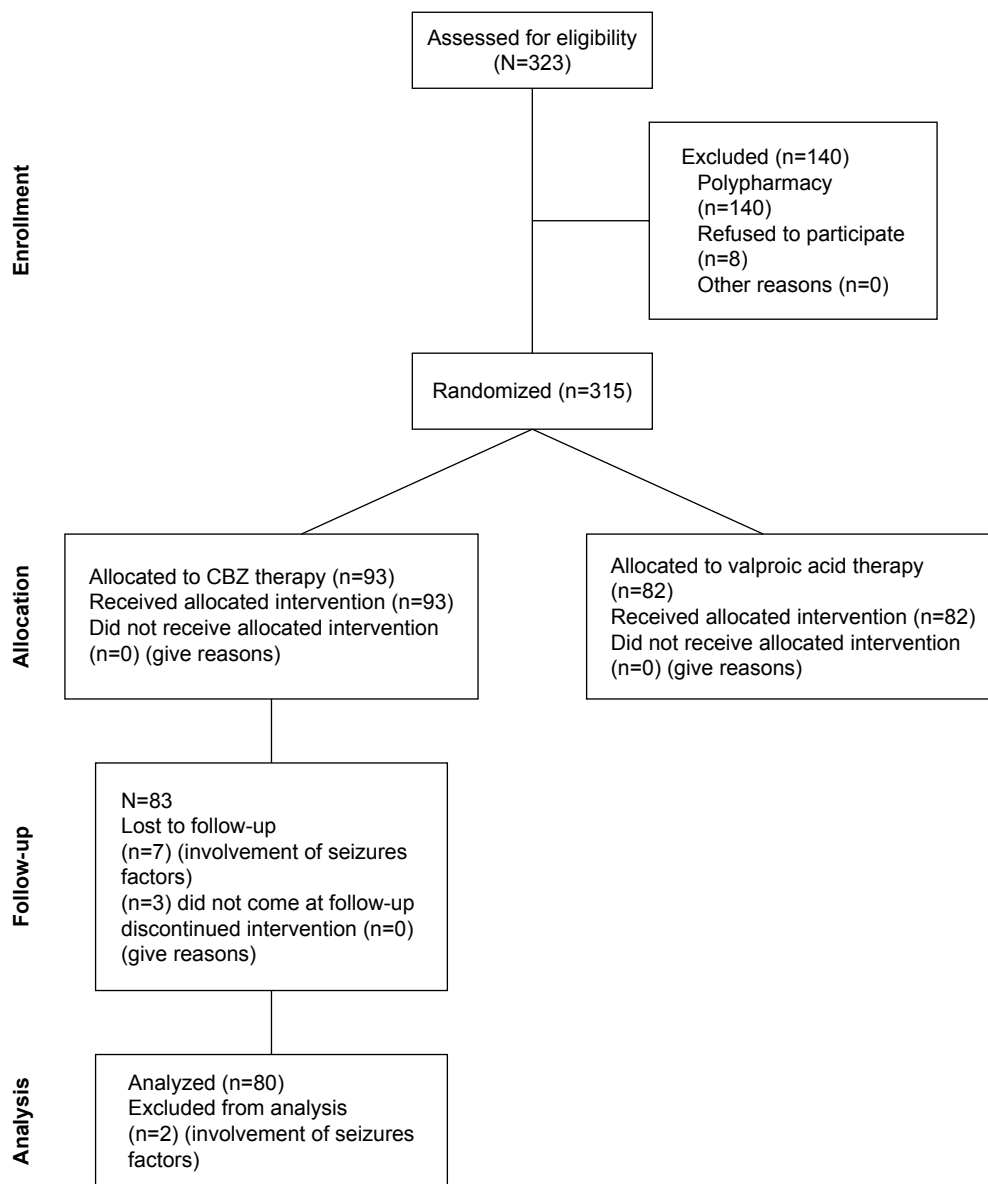 Assessed for eligibility
(N=323)
Enrollment
Excluded (n=140)
Polypharmacy
(n=140)
Refused to participate
(n=8)
Other reasons (n=0)
Randomized (n=315)
Allocation
Allocated to CBZ therapy (n=93)
Received allocated intervention (n=93)
Did not receive allocated intervention
(n=0) (give reasons)
Allocated to valproic acid therapy
(n=82)
Received allocated intervention (n=82)
Did not receive allocated intervention
(n=0) (give reasons)
Follow-up
N=83
Lost to follow-up
(n=7) (involvement of seizures
factors)
(n=3) did not come at follow-up
discontinued intervention (n=0)
(give reasons)
Analysis
Analyzed (n=80)
Excluded from analysis
(n=2) (involvement of seizures
factors)